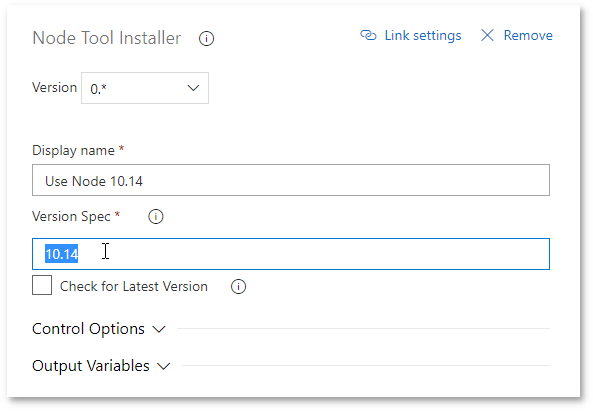 Node Tool Installer
Link settings
Remove
Version 0.*
Display name *
Use Node 10.14
Version Spec *
10.14
Check for Latest Version
Control Options
Output Variables